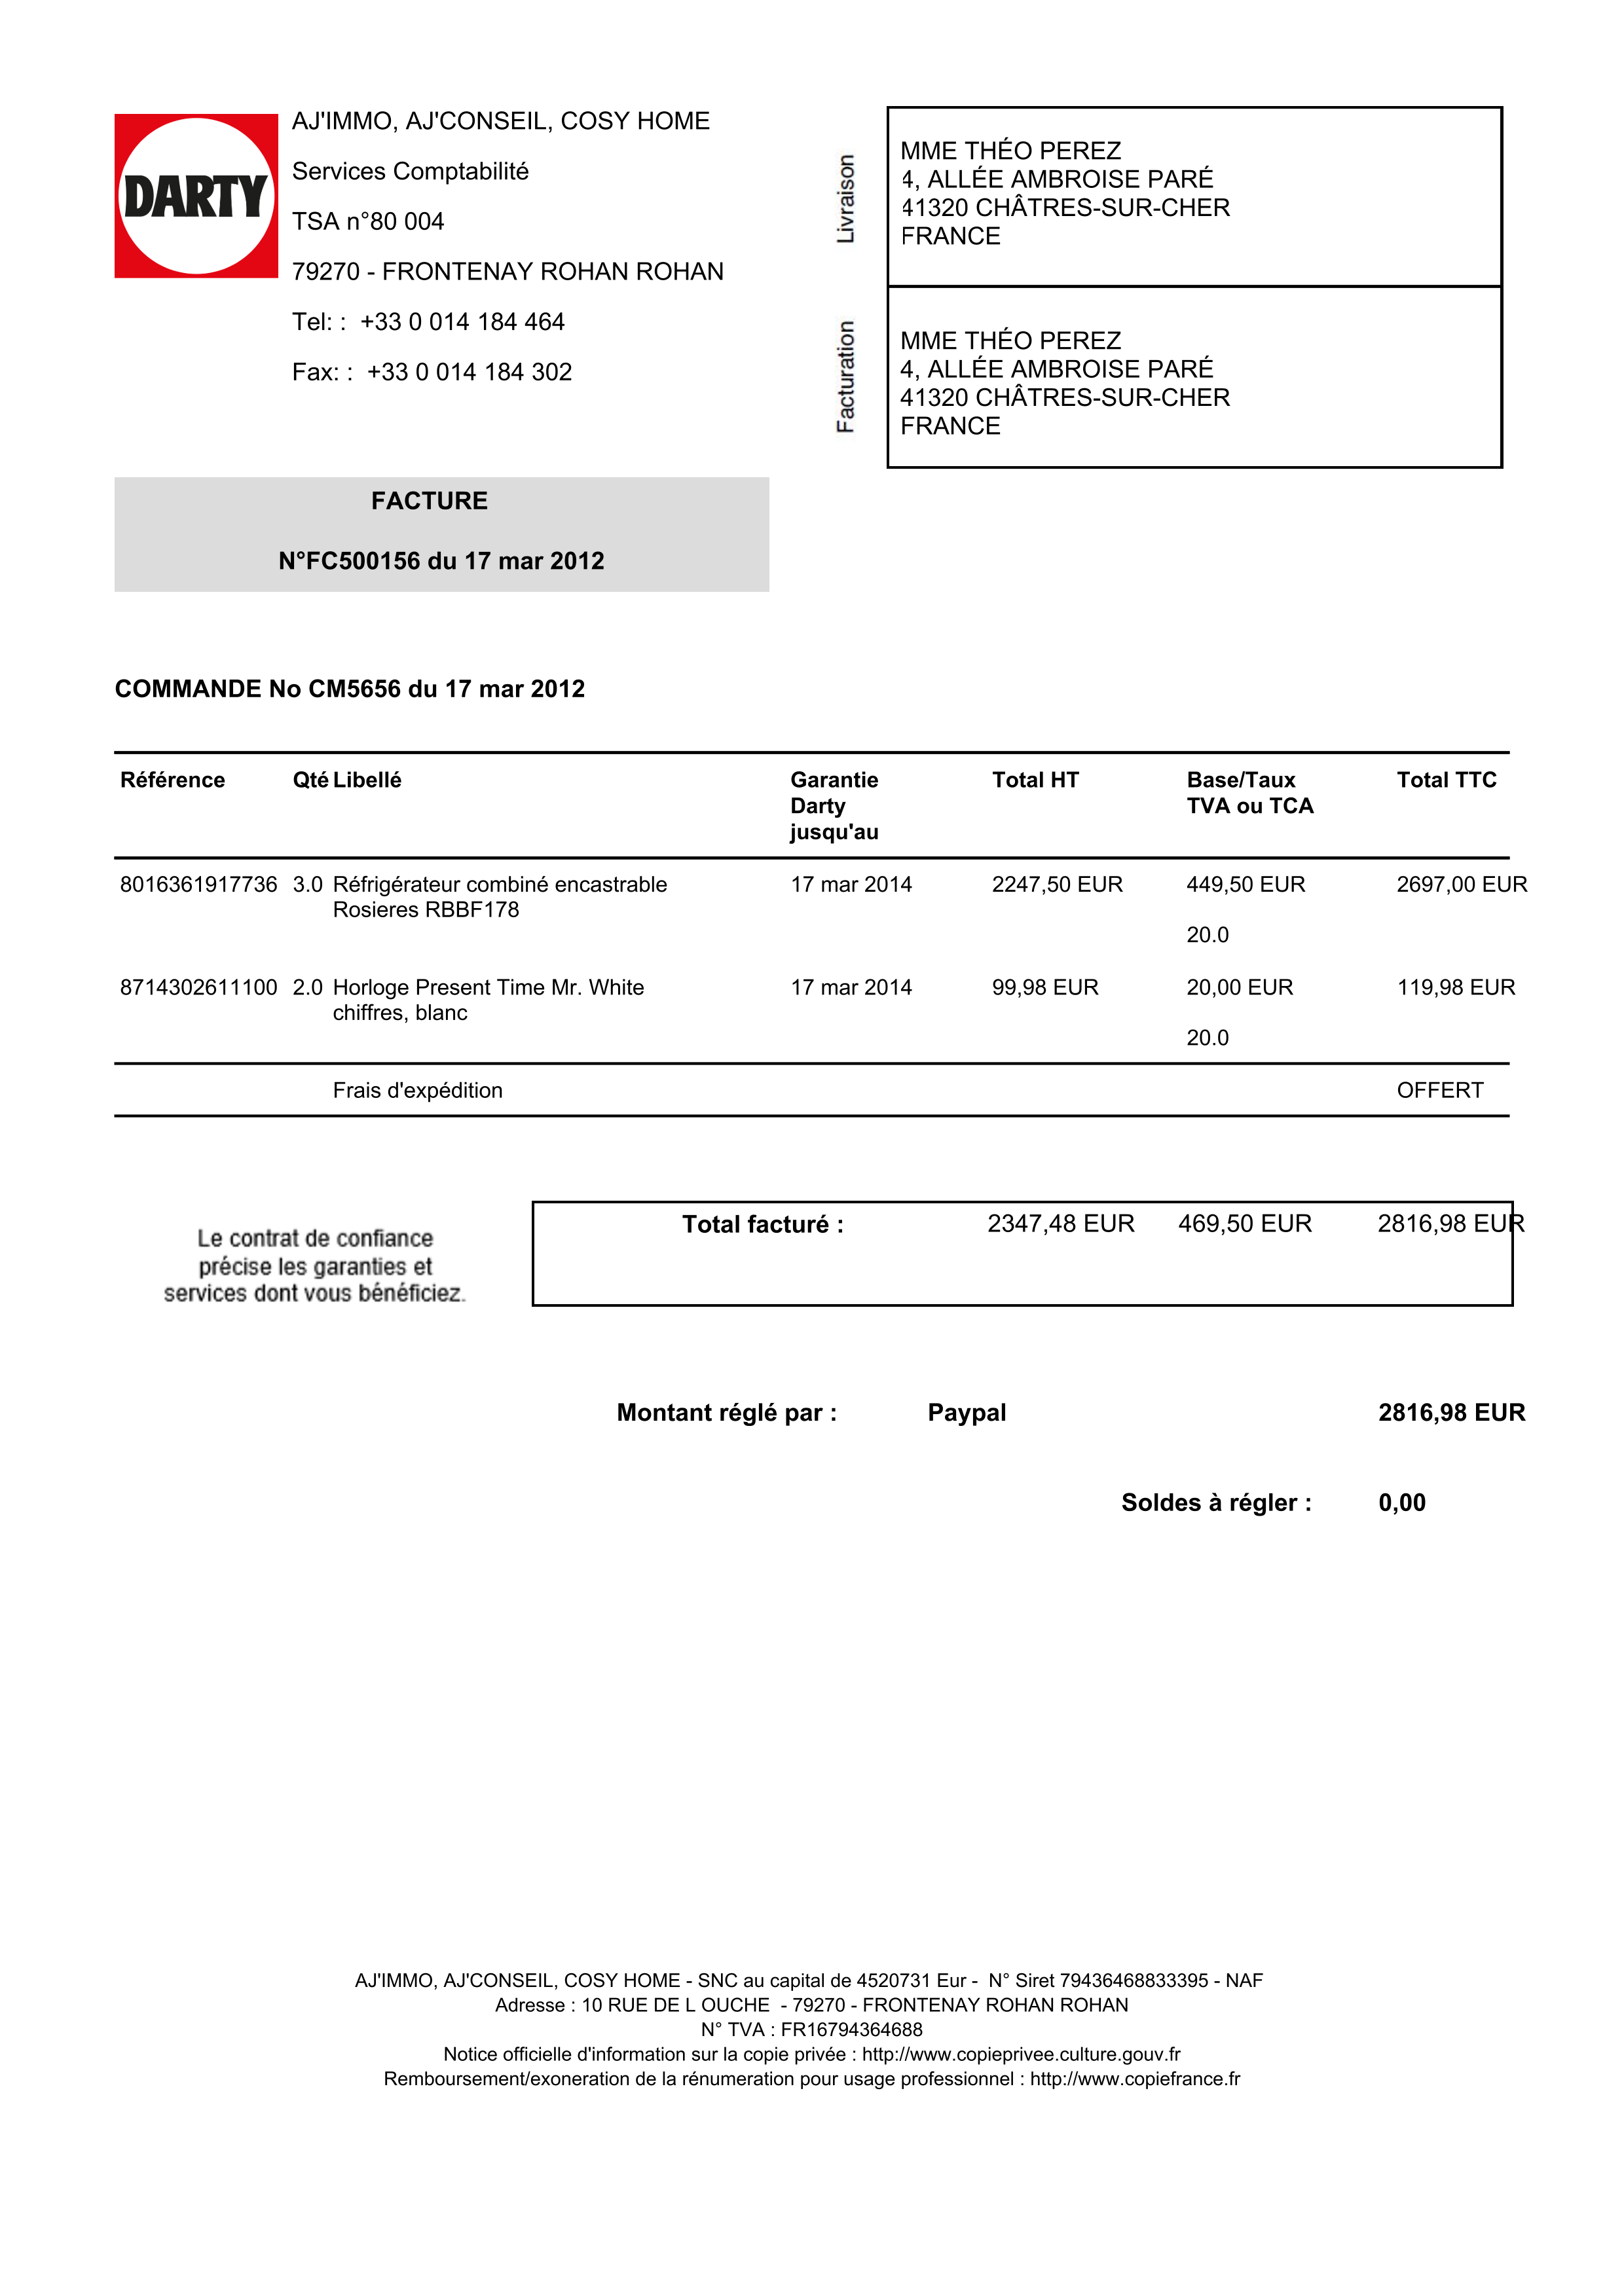 DARTY
AJ'IMMO, AJ'CONSEIL, COSY HOME
Services Comptabilité
TSA n°80 004
79270 - FRONTENAY ROHAN ROHAN
Tel: :  +33 0 014 184 464
Fax: :  +33 0 014 184 302
Livraison
MME THÉO PEREZ
4, ALLÉE AMBROISE PARÉ
41320 CHÂTRES-SUR-CHER
FRANCE
Facturation
MME THÉO PEREZ
4, ALLÉE AMBROISE PARÉ
41320 CHÂTRES-SUR-CHER
FRANCE
FACTURE
N°FC500156 du 17 mar 2012
COMMANDE No CM5656 du 17 mar 2012
Référence Qté Libellé Garantie Total HT Base/Taux Total TTC
Darty TVA ou TCA
jusqu'au
8016361917736 3.0 Réfrigérateur combiné encastrable 17 mar 2014 2247,50 EUR 449,50 EUR 2697,00 EUR
Rosieres RBBF178
20.0
8714302611100 2.0 Horloge Present Time Mr. White 17 mar 2014 99,98 EUR 20,00 EUR 119,98 EUR
chiffres, blanc
20.0
Frais d'expédition OFFERT
Le contrat de confiance
précise les garanties et
services dont vous bénéficiez.
Total facturé : 2347,48 EUR 469,50 EUR 2816,98 EUR
Montant réglé par : Paypal 2816,98 EUR
Soldes à régler : 0,00
AJ'IMMO, AJ'CONSEIL, COSY HOME - SNC au capital de 4520731 Eur -  N° Siret 79436468833395 - NAF
Adresse : 10 RUE DE L OUCHE  - 79270 - FRONTENAY ROHAN ROHAN
N° TVA : FR16794364688
Notice officielle d'information sur la copie privée : http://www.copieprivee.culture.gouv.fr
Remboursement/exoneration de la rénumeration pour usage professionnel : http://www.copiefrance.fr